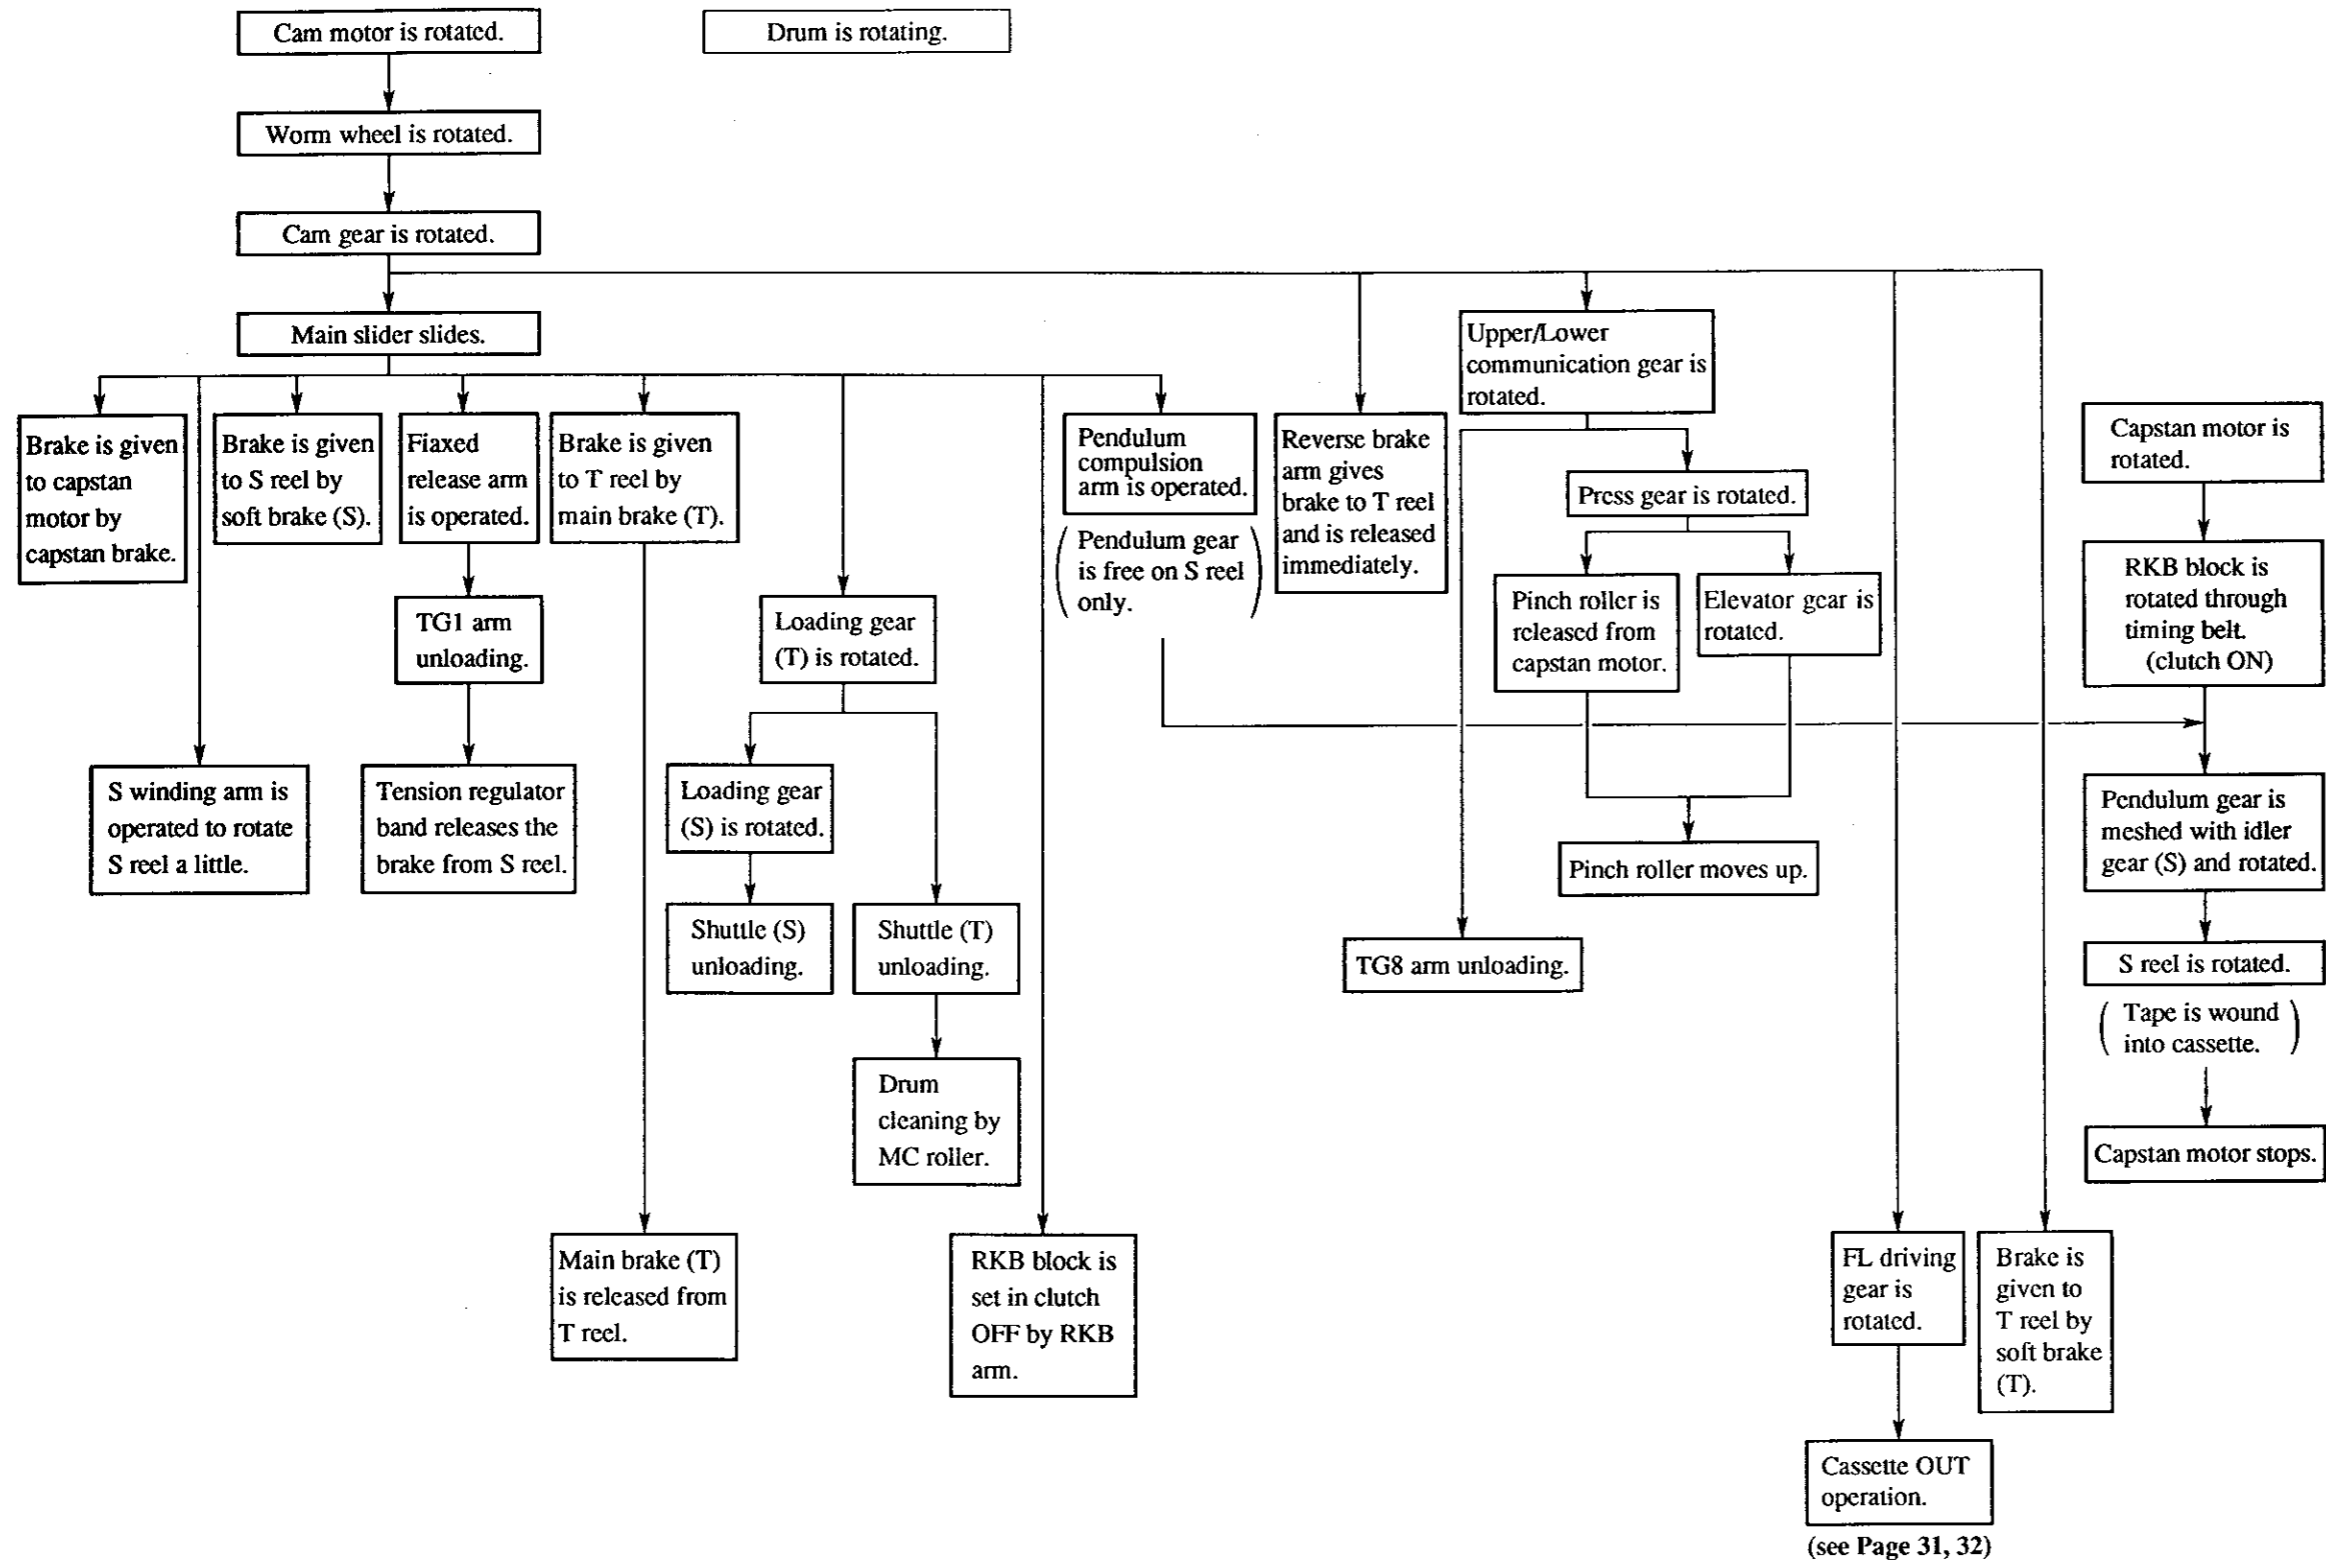 Cam motor is rotated.
Drum is rotating.
Worm wheel is rotated.
Cam gear is rotated.
Main slider slides.
Brake is given
to capstan
motor by
capstan brake.
Brake is given
to S reel by
soft brake (S).
Fiaxed
release arm
is operated.
Brake is given
to T reel by
main brake (T).
Pendulum
compulsion
arm is operated.
Pendulum gear
is free on S reel
only.
Reverse brake
arm gives
brake to T reel
and is released
immediately.
Upper/Lower
communication gear is
rotated.
Press gear is rotated.
Pinch roller is
released from
capstan motor.
Elevator gear is
rotated.
Capstan motor is
rotated.
RKB block is
rotated through
timing belt.
(clutch ON)
TG1 arm
unloading.
Loading gear
(T) is rotated.
S winding arm is
operated to rotate
S reel a little.
Tension regulator
band releases the
brake from S reel.
Loading gear
(S) is rotated.
Shuttle (S)
unloading.
Shuttle (T)
unloading.
Pinch roller moves up.
TG8 arm unloading.
Pendulum gear is
meshed with idler
gear (S) and rotated.
S reel is rotated.
Tape is wound
into cassette.
Capstan motor stops.
Drum
cleaning by
MC roller.
Main brake (T)
is released from
T reel.
RKB block is
set in clutch
OFF by RKB
arm.
FL driving
gear is
rotated.
Brake is
given to
T reel by
soft brake
(T).
Cassette OUT
operation.
(see Page 31, 32)